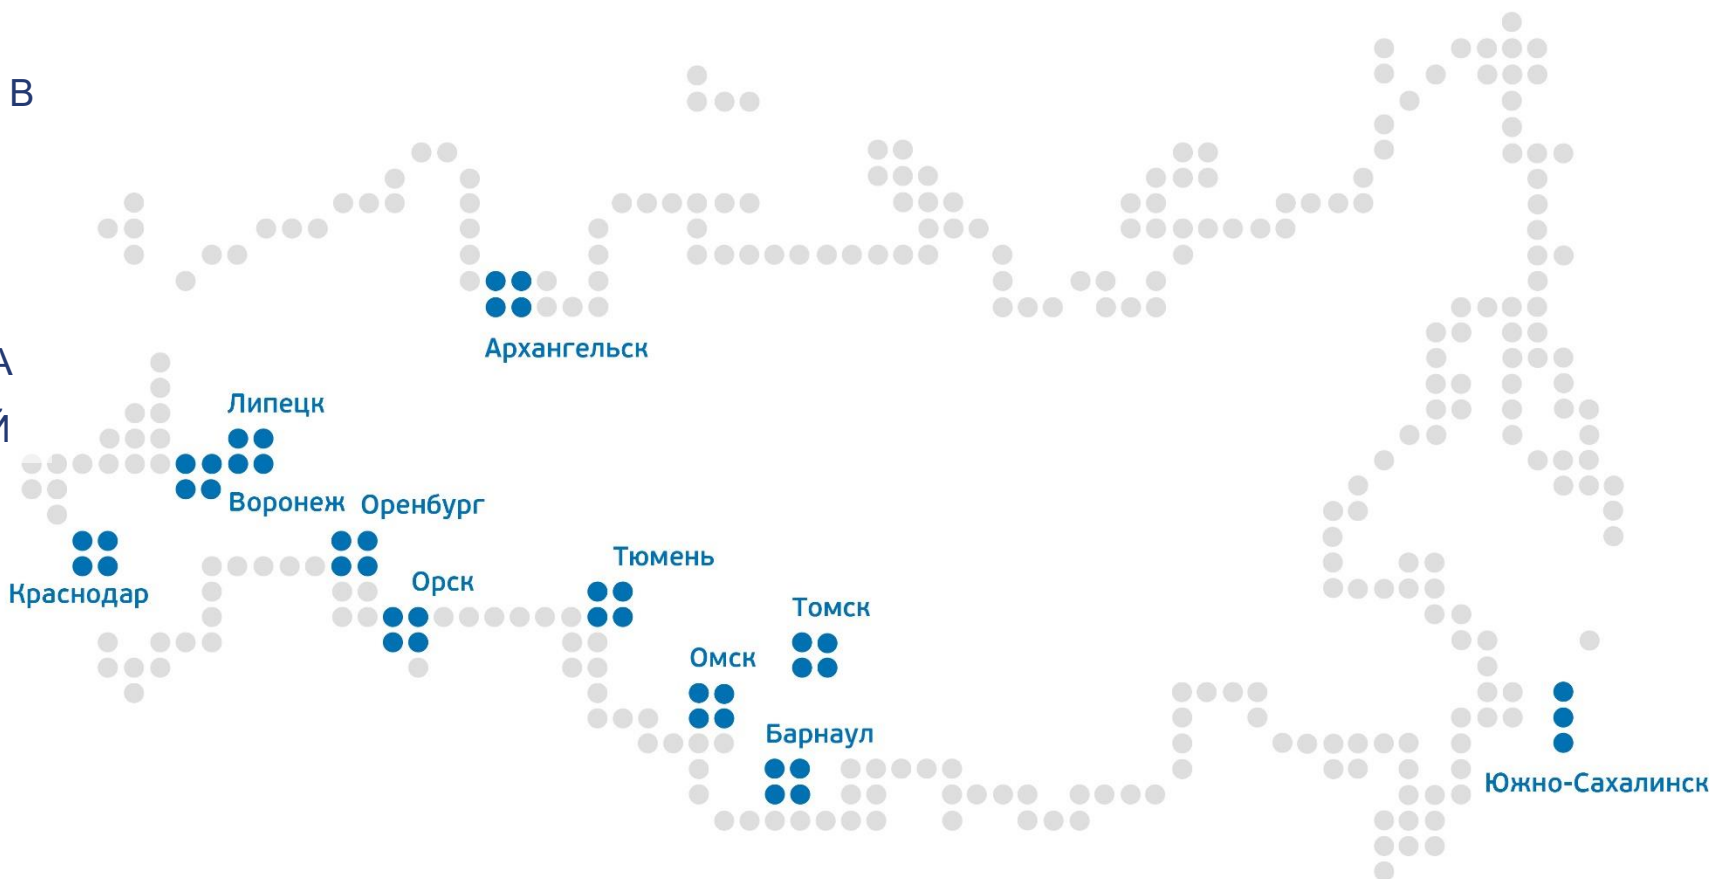 В
Архангельск
А
Й
Липецк
Воронеж
Оренбург
Тюмень
Орск
Краснодар
Томск
Омск
Барнаул
Южно-Сахалинск